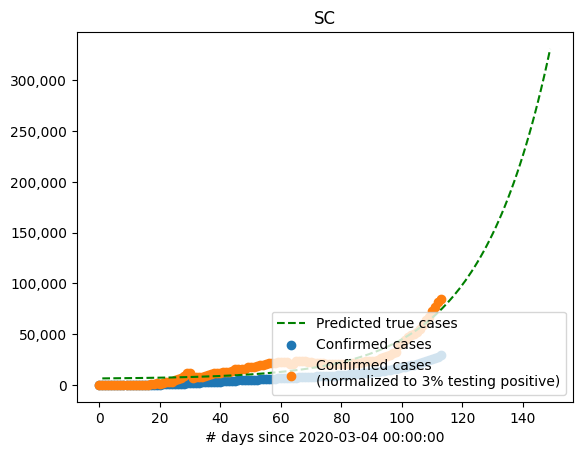 SC
300,000
250,000
200,000
150,000
100,000
50,000
0
Predicted true cases
Confirmed cases
Confirmed cases
(normalized to 3% testing positive)
0 20 40 60 80 100 120 140
# days since 2020-03-04 00:00:00